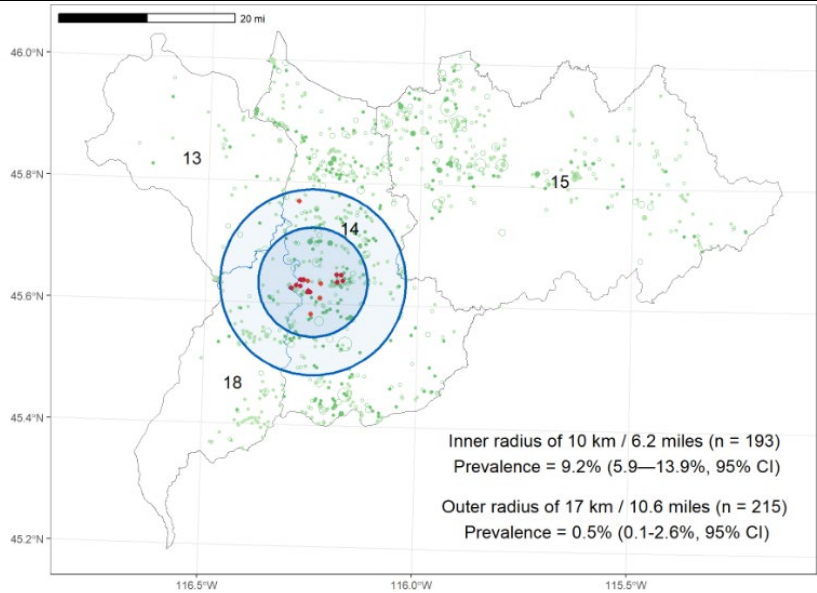 20 mi
46.0°N
13
45.8°N
15
14
45.6°N
18
45.4°N
Inner radius of 10 km / 6.2 miles (n = 193)
Prevalence = 9.2% (5.9—13.9%, 95% CI)
Outer radius of 17 km / 10.6 miles (n = 215)
Prevalence = 0.5% (0.1-2.6%, 95% CI)
45.2°N
116.5°W
116.0°W
115.5°W